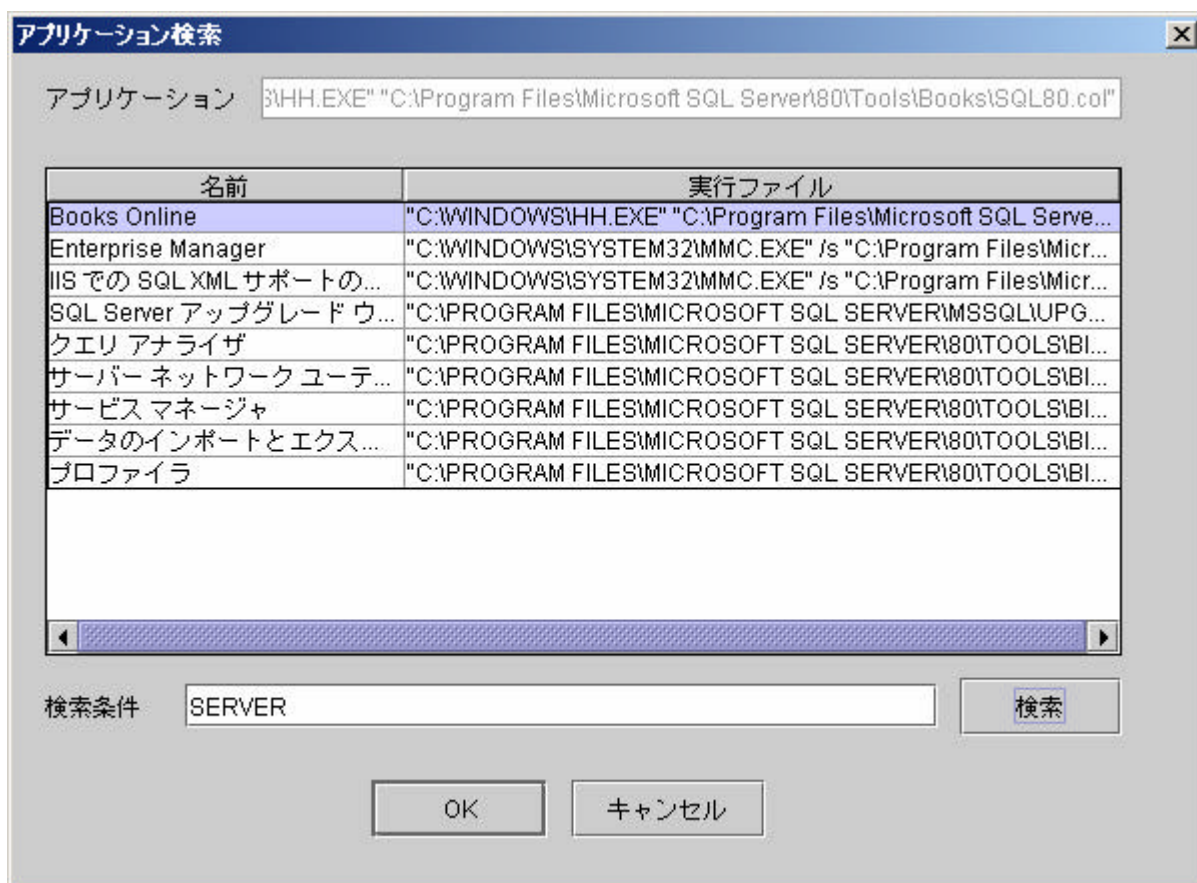 アプリケーション検索
アプリケーション S\HH.EXE" "C:\Program Files\Microsoft SQL Server\80\Tools\Books\SQL80.col"
名前 実行ファイル
Books Online "C:\WINDOWS\HH.EXE" "C:\Program Files\Microsoft SQL Serve...
Enterprise Manager "C:\WINDOWS\SYSTEM32\MMC.EXE" /s "C:\Program Files\Micr...
IIS での SQL XML サポートの... "C:\WINDOWS\SYSTEM32\MMC.EXE" /s "C:\Program Files\Micr...
SQL Server アップグレード ウ... "C:\PROGRAM FILES\MICROSOFT SQL SERVER\MSSQL\UPG...
クエリ アナライザ "C:\PROGRAM FILES\MICROSOFT SQL SERVER\80\TOOLS\BI...
サーバー ネットワーク ユーテ... "C:\PROGRAM FILES\MICROSOFT SQL SERVER\80\TOOLS\BI...
サービス マネージャ "C:\PROGRAM FILES\MICROSOFT SQL SERVER\80\TOOLS\BI...
データのインポートとエクス... "C:\PROGRAM FILES\MICROSOFT SQL SERVER\80\TOOLS\BI...
プロファイラ "C:\PROGRAM FILES\MICROSOFT SQL SERVER\80\TOOLS\BI...
検索条件 SERVER 検索
OK キャンセル